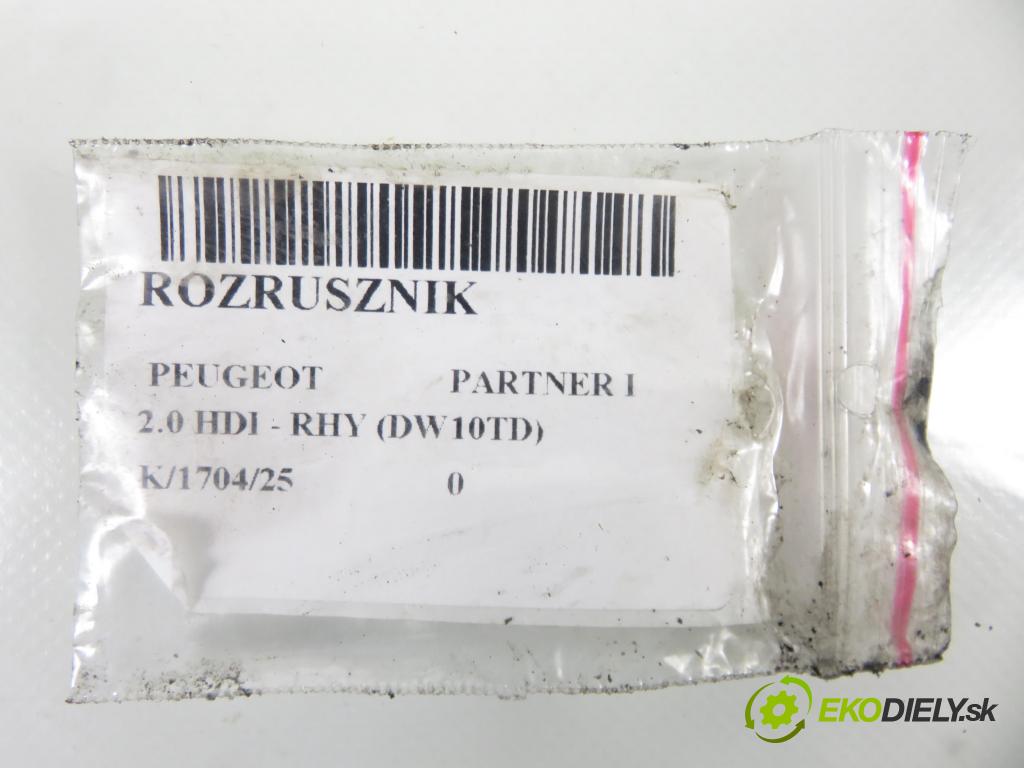 ROZRUSZNIK
PEUGEOT PARTNER I
2.0 HDI - RHY (DW10TD)
K/1704/25 0
EKODIELY.sk